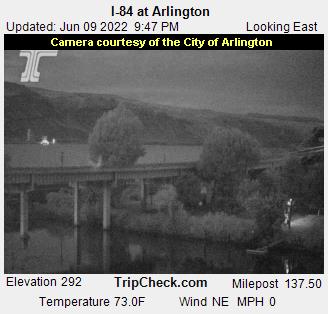 I-84 at Arlington
Updated: Jun 09 2022 9:47 PM Looking East
Camera courtesy of the City of Arlington
Elevation 292 TripCheck.com Milepost 137.50
Temperature 73.0F Wind NE MPH 0